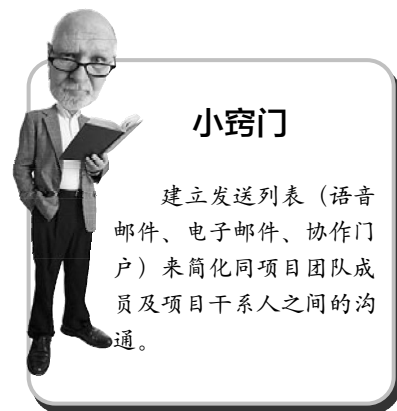 小窍门
建立发送列表（语音
邮件、电子邮件、协作门
户）来简化同项目团队成
员及项目干系人之间的沟
通。